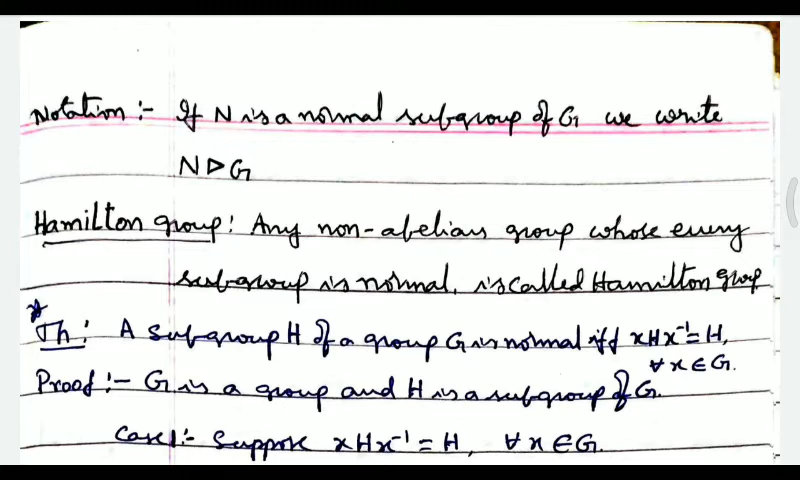 Notation :- If N is a normal subgroup of G we write
N ⊳ G
Hamilton group : Any non-abelian group whose every
subgroup is normal, is called Hamilton group
Th : A subgroup H of a group G is normal iff xHx⁻¹ = H,
∀ x ∈ G.
Proof :- G is a group and H is a subgroup of G.
Case I :- Suppose xHx⁻¹ = H, ∀ x ∈ G.